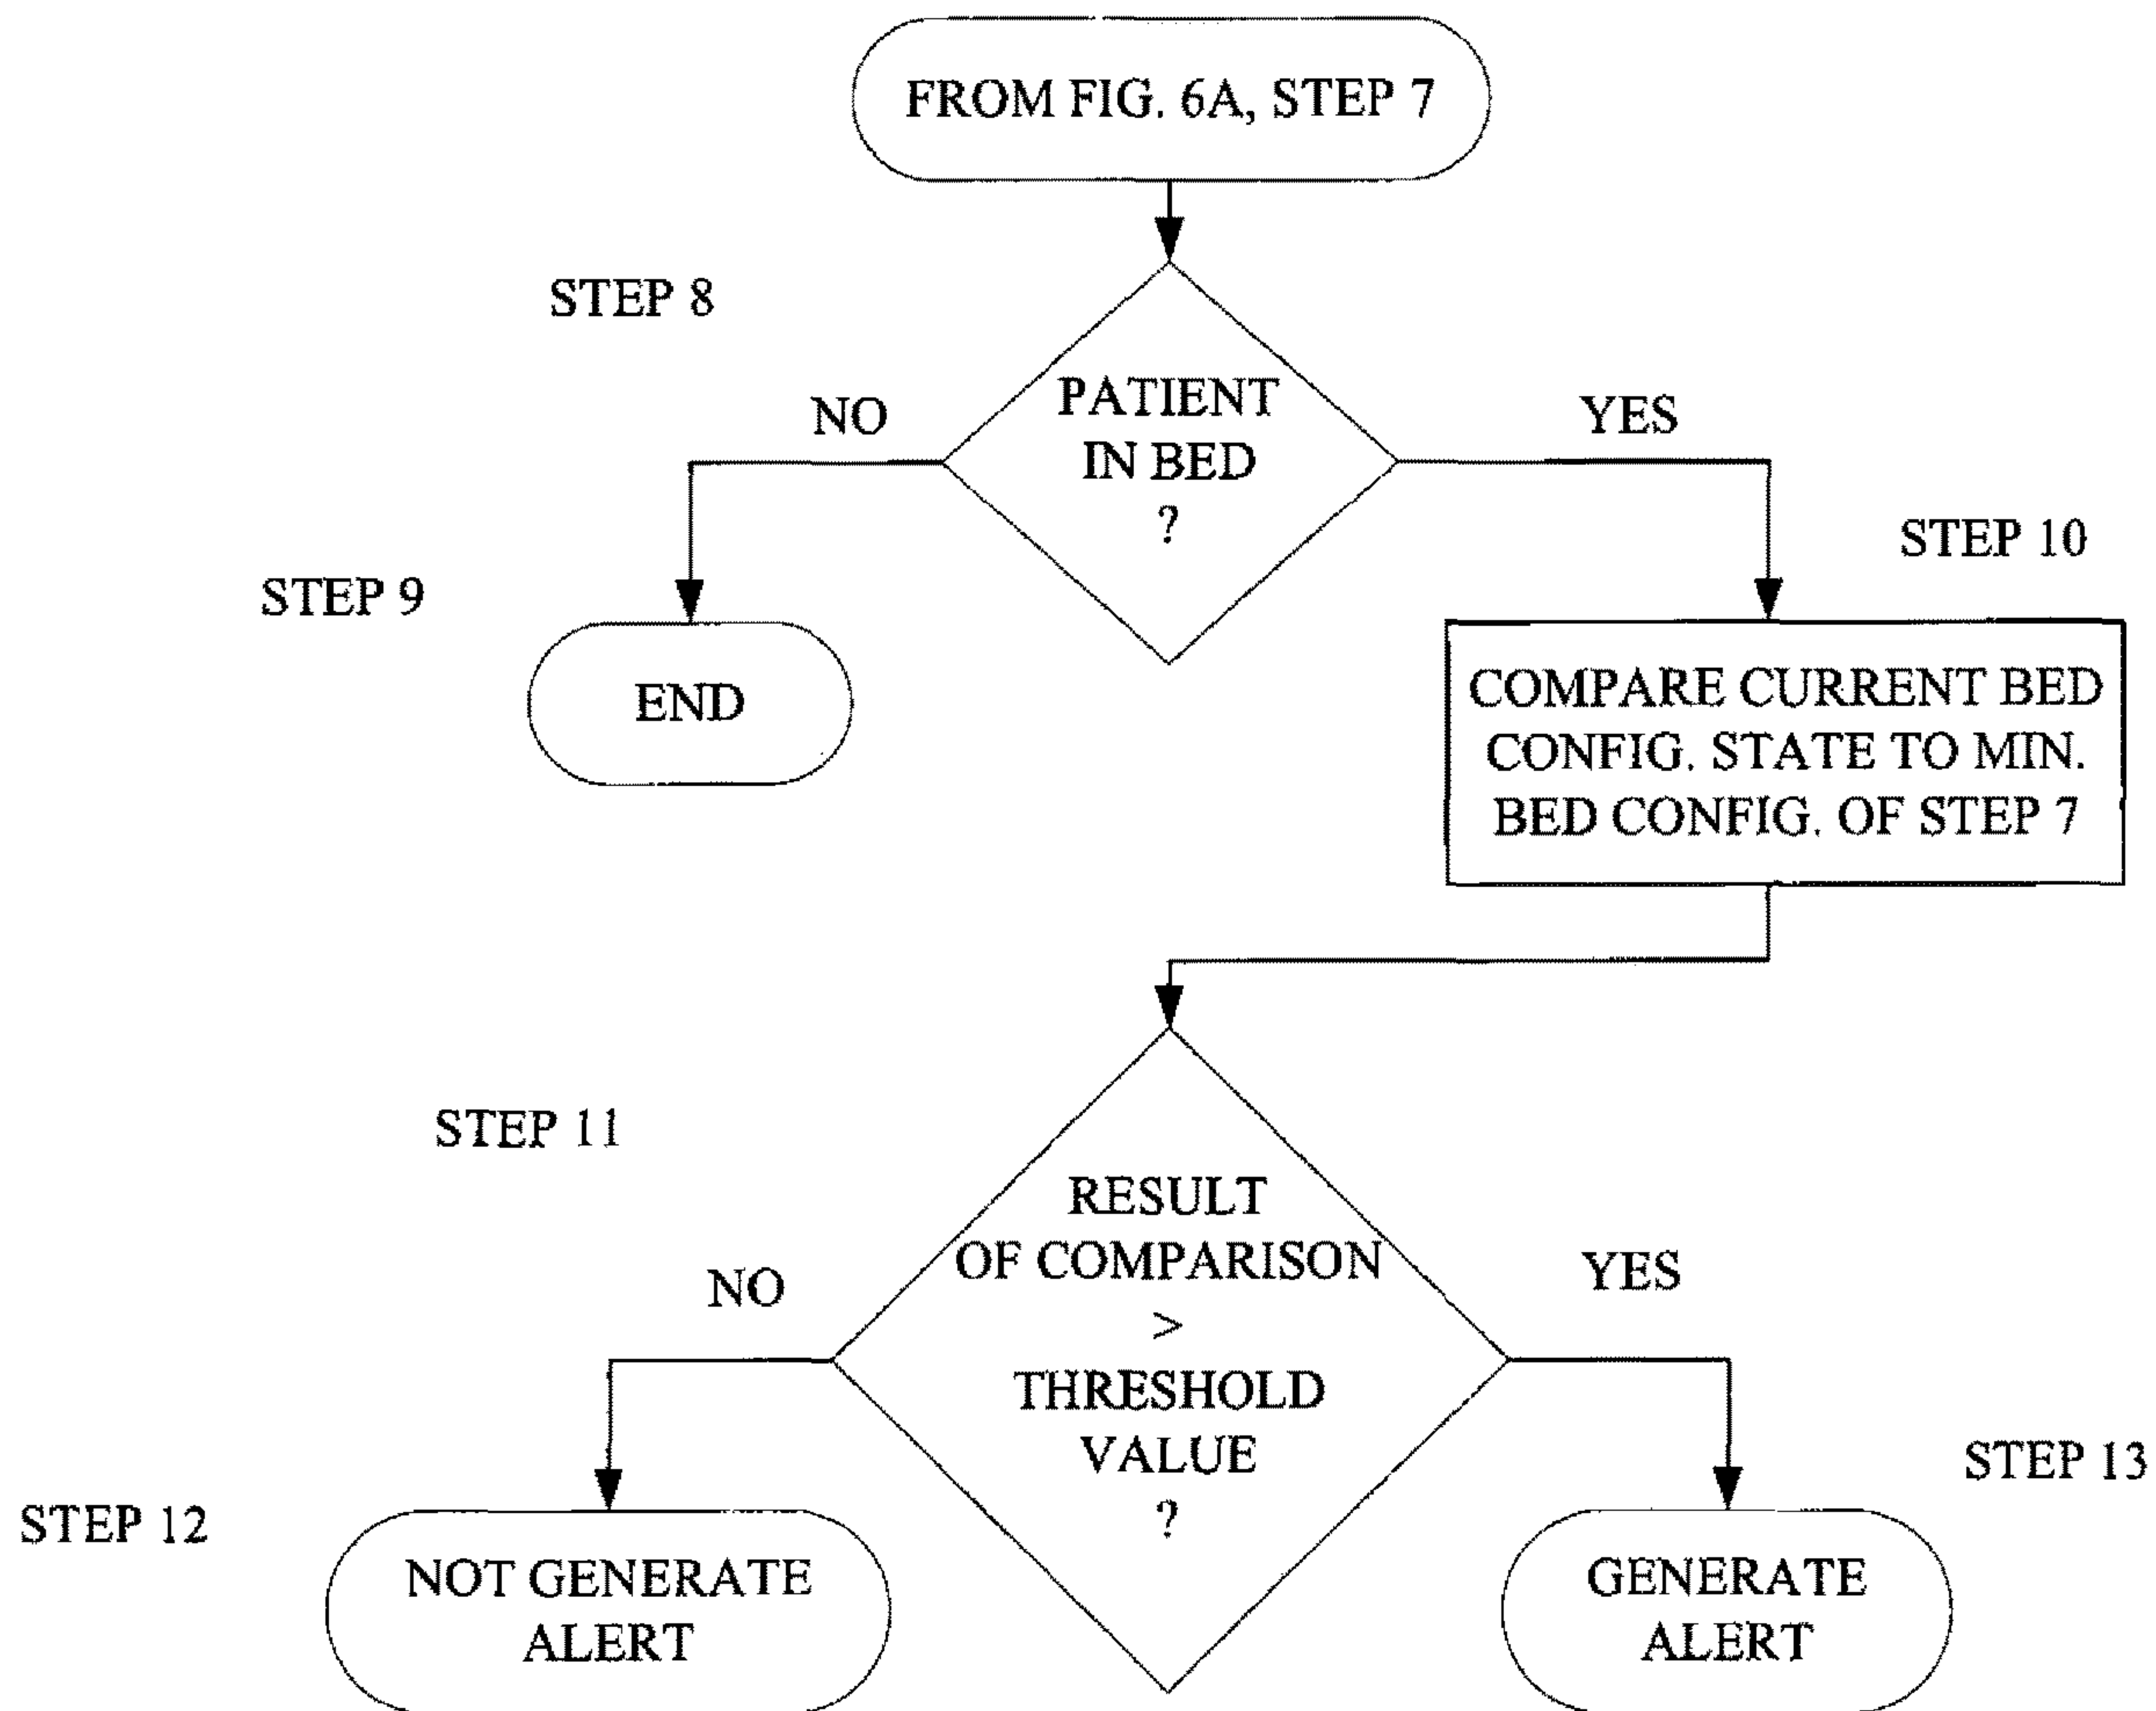 FROM FIG. 6A, STEP 7
STEP 8
PATIENT
IN BED
?
NO
YES
STEP 9
END
STEP 10
COMPARE CURRENT BED
CONFIG. STATE TO MIN.
BED CONFIG. OF STEP 7
STEP 11
RESULT
OF COMPARISON
>
THRESHOLD
VALUE
?
NO
YES
STEP 12
NOT GENERATE
ALERT
STEP 13
GENERATE
ALERT